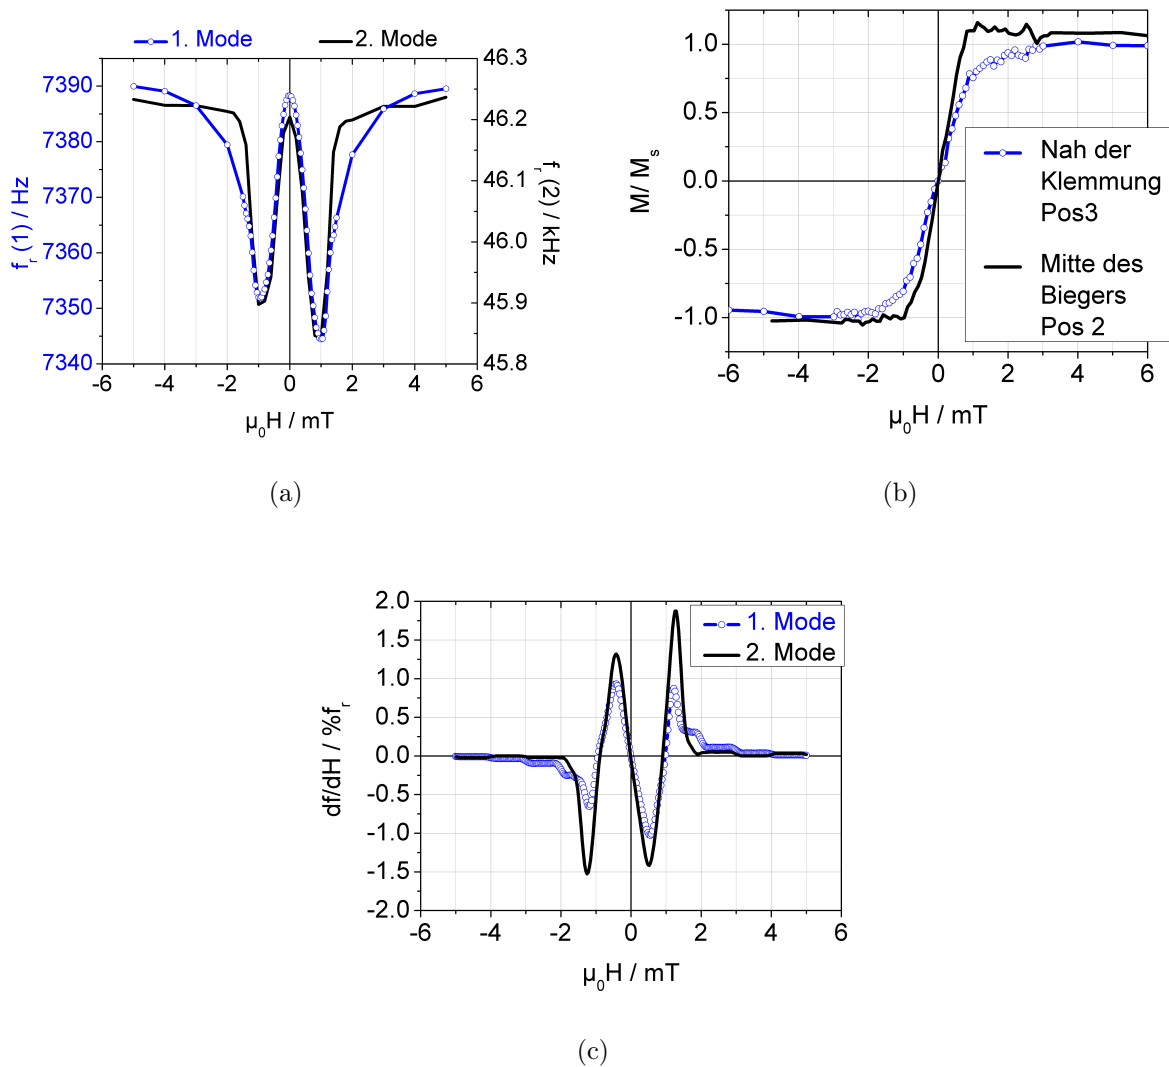 1. Mode 2. Mode
7390
7380
7370
7360
7350
7340
f_r (1) / Hz
46.3
46.2
46.1
46.0
45.9
45.8
f_r (2) / kHz
-6 -4 -2 0 2 4 6
µ₀H / mT
(a)
1.0
0.5
0.0
-0.5
-1.0
M/ M_s
-6 -4 -2 0 2 4 6
µ₀H / mT
Nah der
Klemmung
Pos3
Mitte des
Biegers
Pos 2
(b)
2.0
1.5
1.0
0.5
0.0
-0.5
-1.0
-1.5
-2.0
df/dH / %f_r
1. Mode
2. Mode
-6 -4 -2 0 2 4 6
µ₀H / mT
(c)